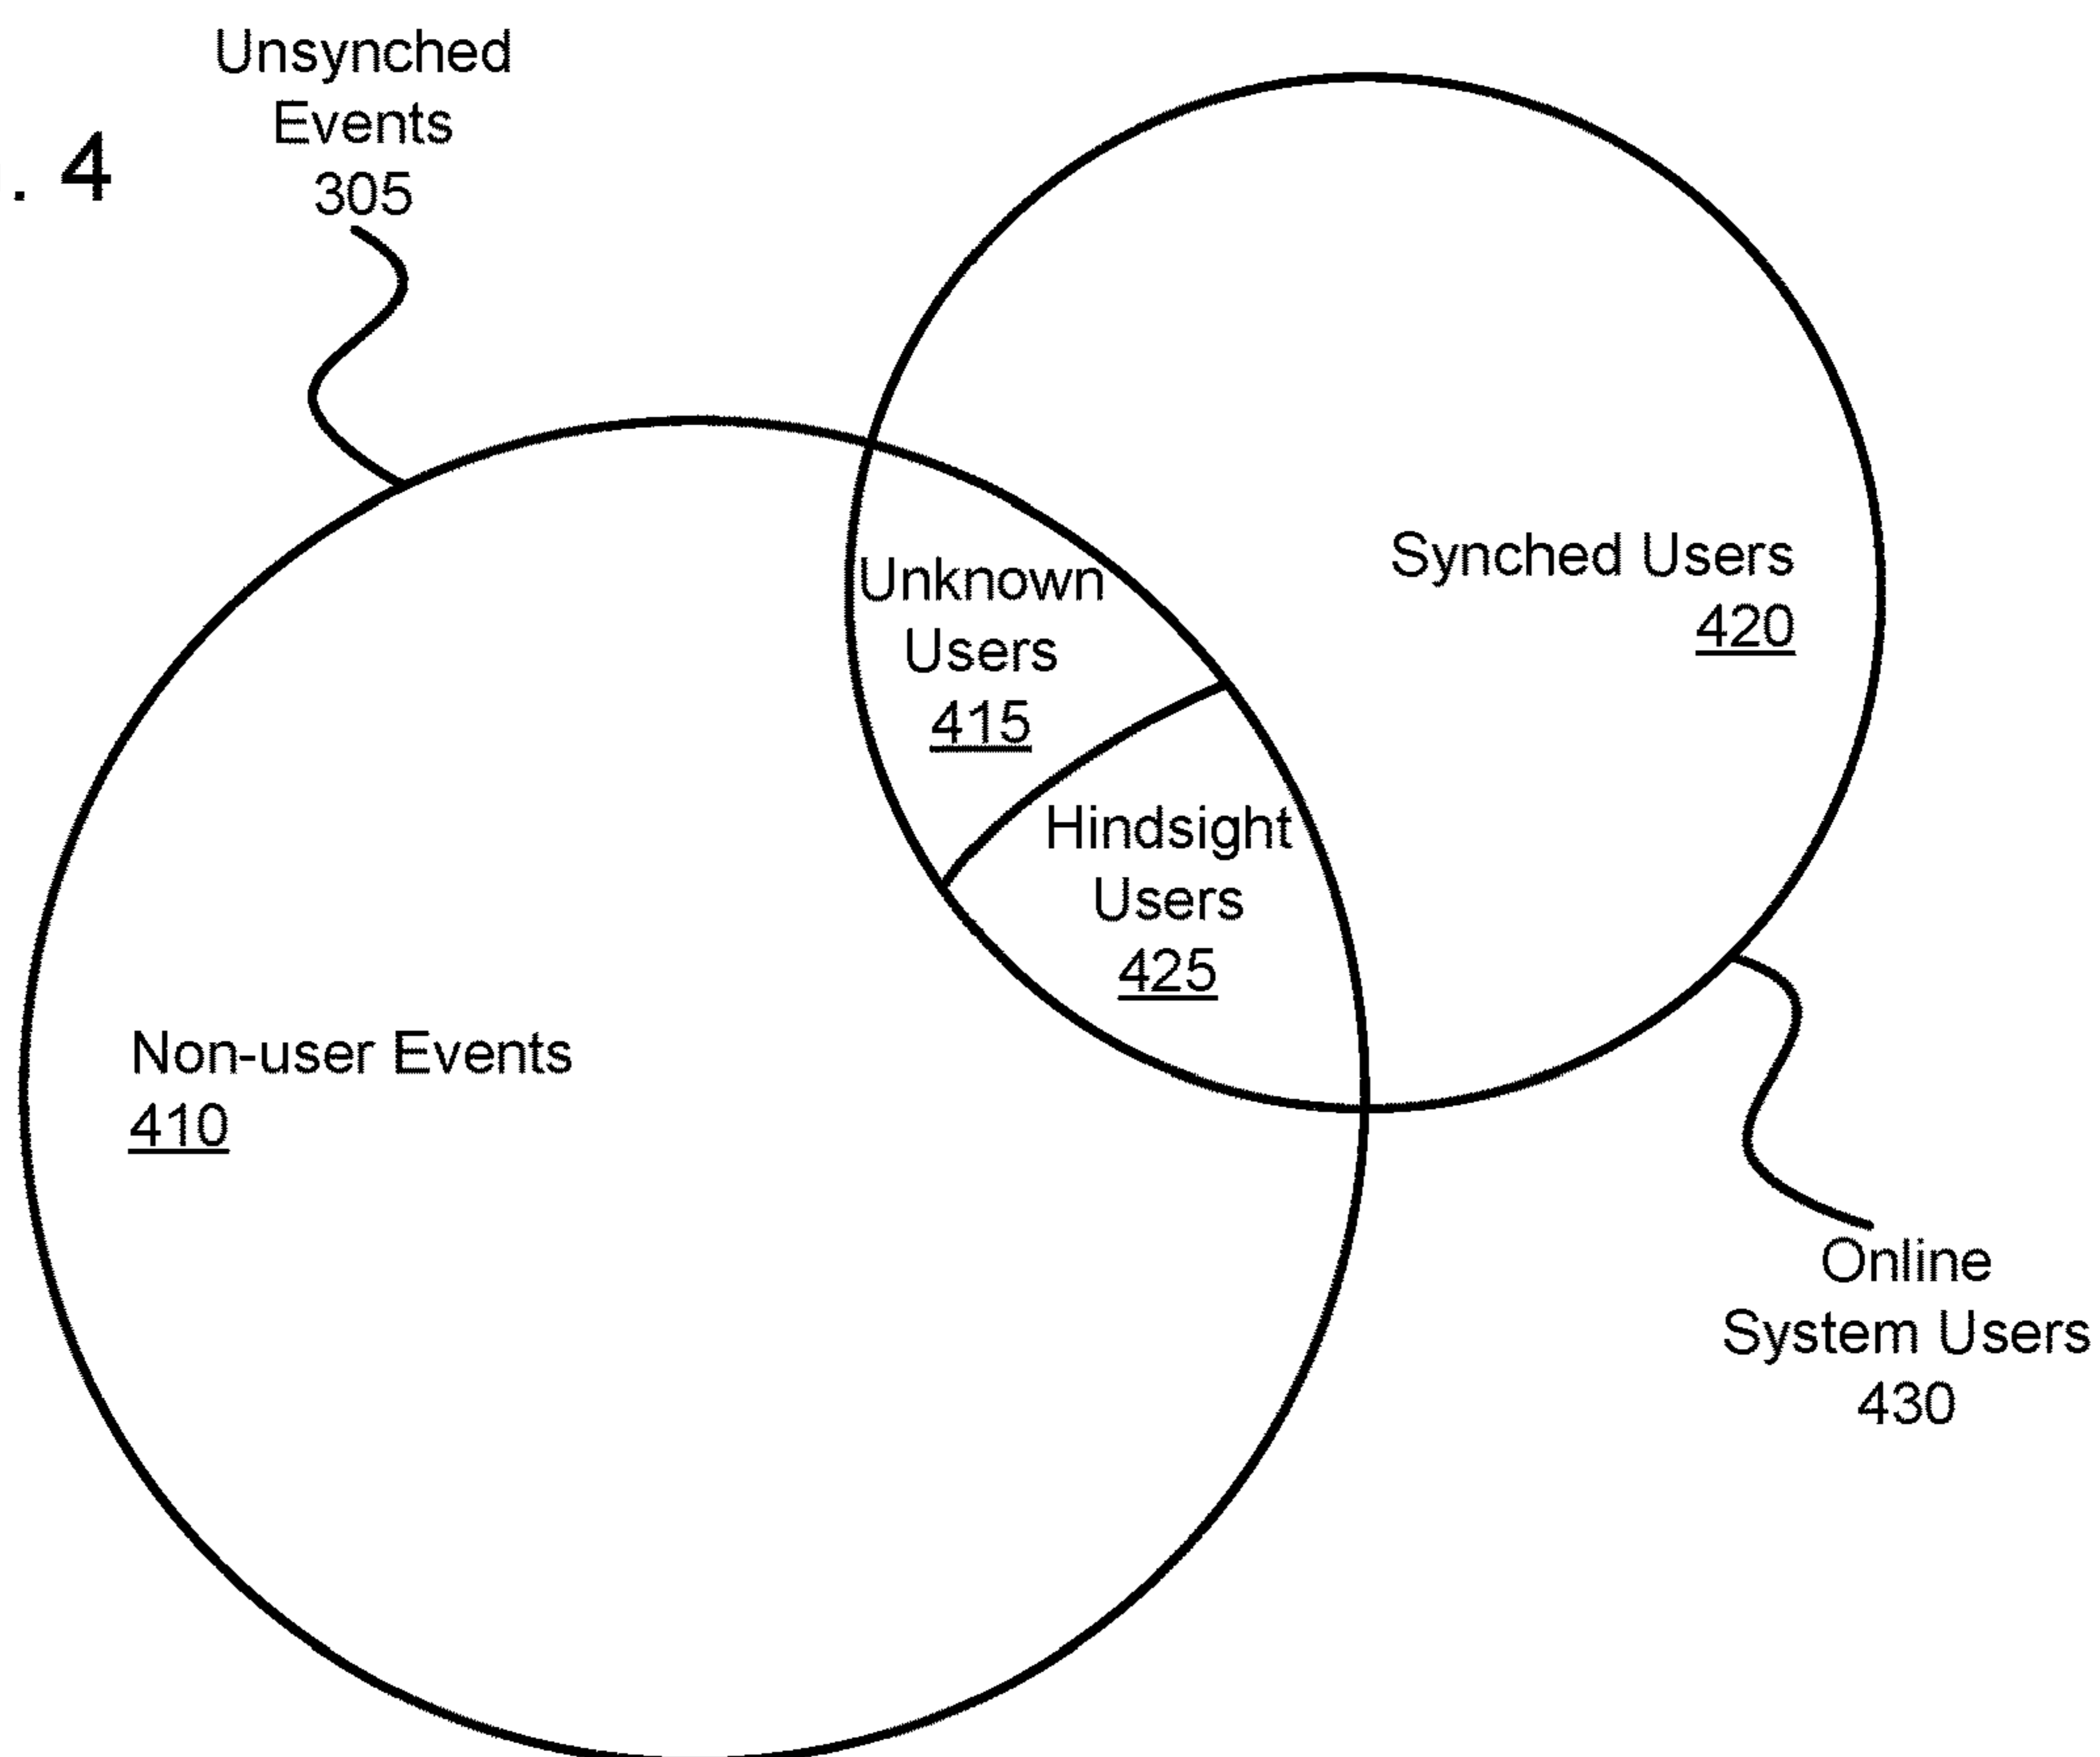 . 4
Unsynched
Events
305
Unknown
Users
415
Synched Users
420
Hindsight
Users
425
Non-user Events
410
Online
System Users
430